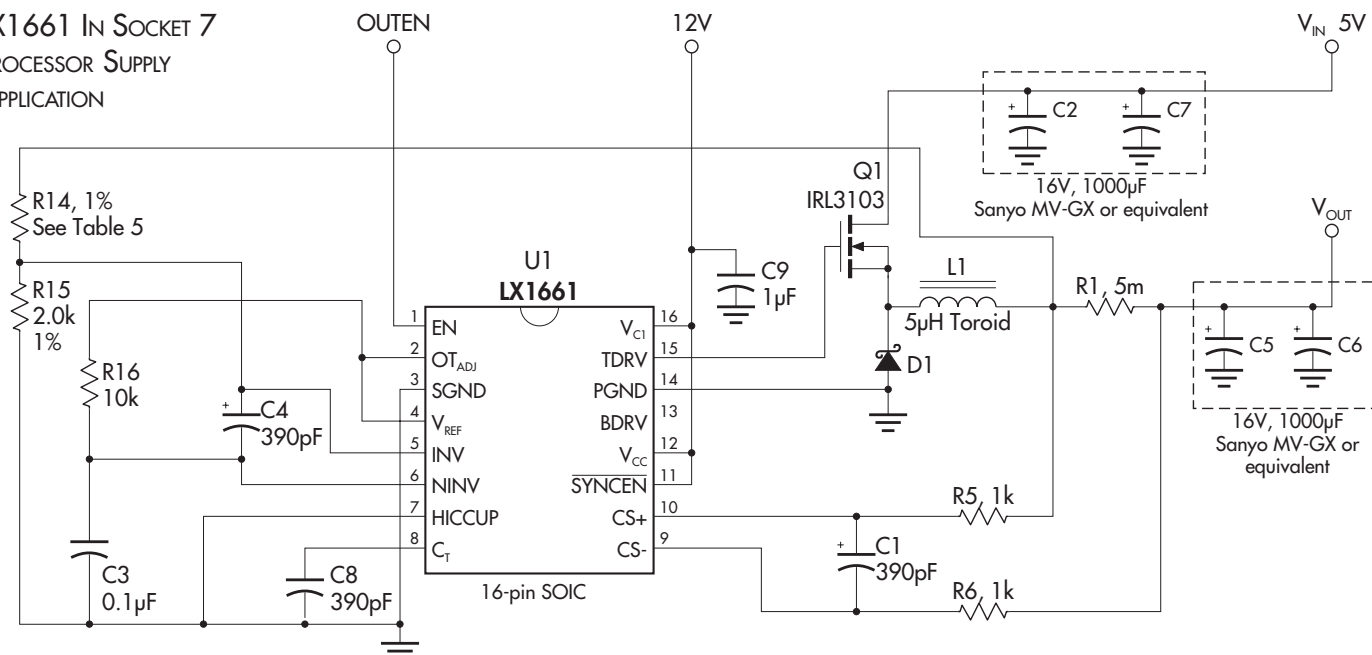 X1661 IN SOCKET 7
ROCESSOR SUPPLY
PPLICATION
OUTEN
12V
VIN 5V
+
C2
+
C7
16V, 1000µF
Sanyo MV-GX or equivalent
Q1
IRL3103
VOUT
R14, 1%
See Table 5
R15
2.0k
1%
R16
10k
+
C4
390pF
C3
0.1µF
C8
390pF
U1
LX1661
1 EN
2 OTADJ
3 SGND
4 VREF
5 INV
6 NINV
7 HICCUP
8 CT
VC1 16
TDRV 15
PGND 14
BDRV 13
VCC 12
SYNCEN 11
CS+ 10
CS- 9
16-pin SOIC
C9
1µF
L1
5µH Toroid
D1
R1, 5m
+
C5
+
C6
16V, 1000µF
Sanyo MV-GX or
equivalent
R5, 1k
+
C1
390pF
R6, 1k